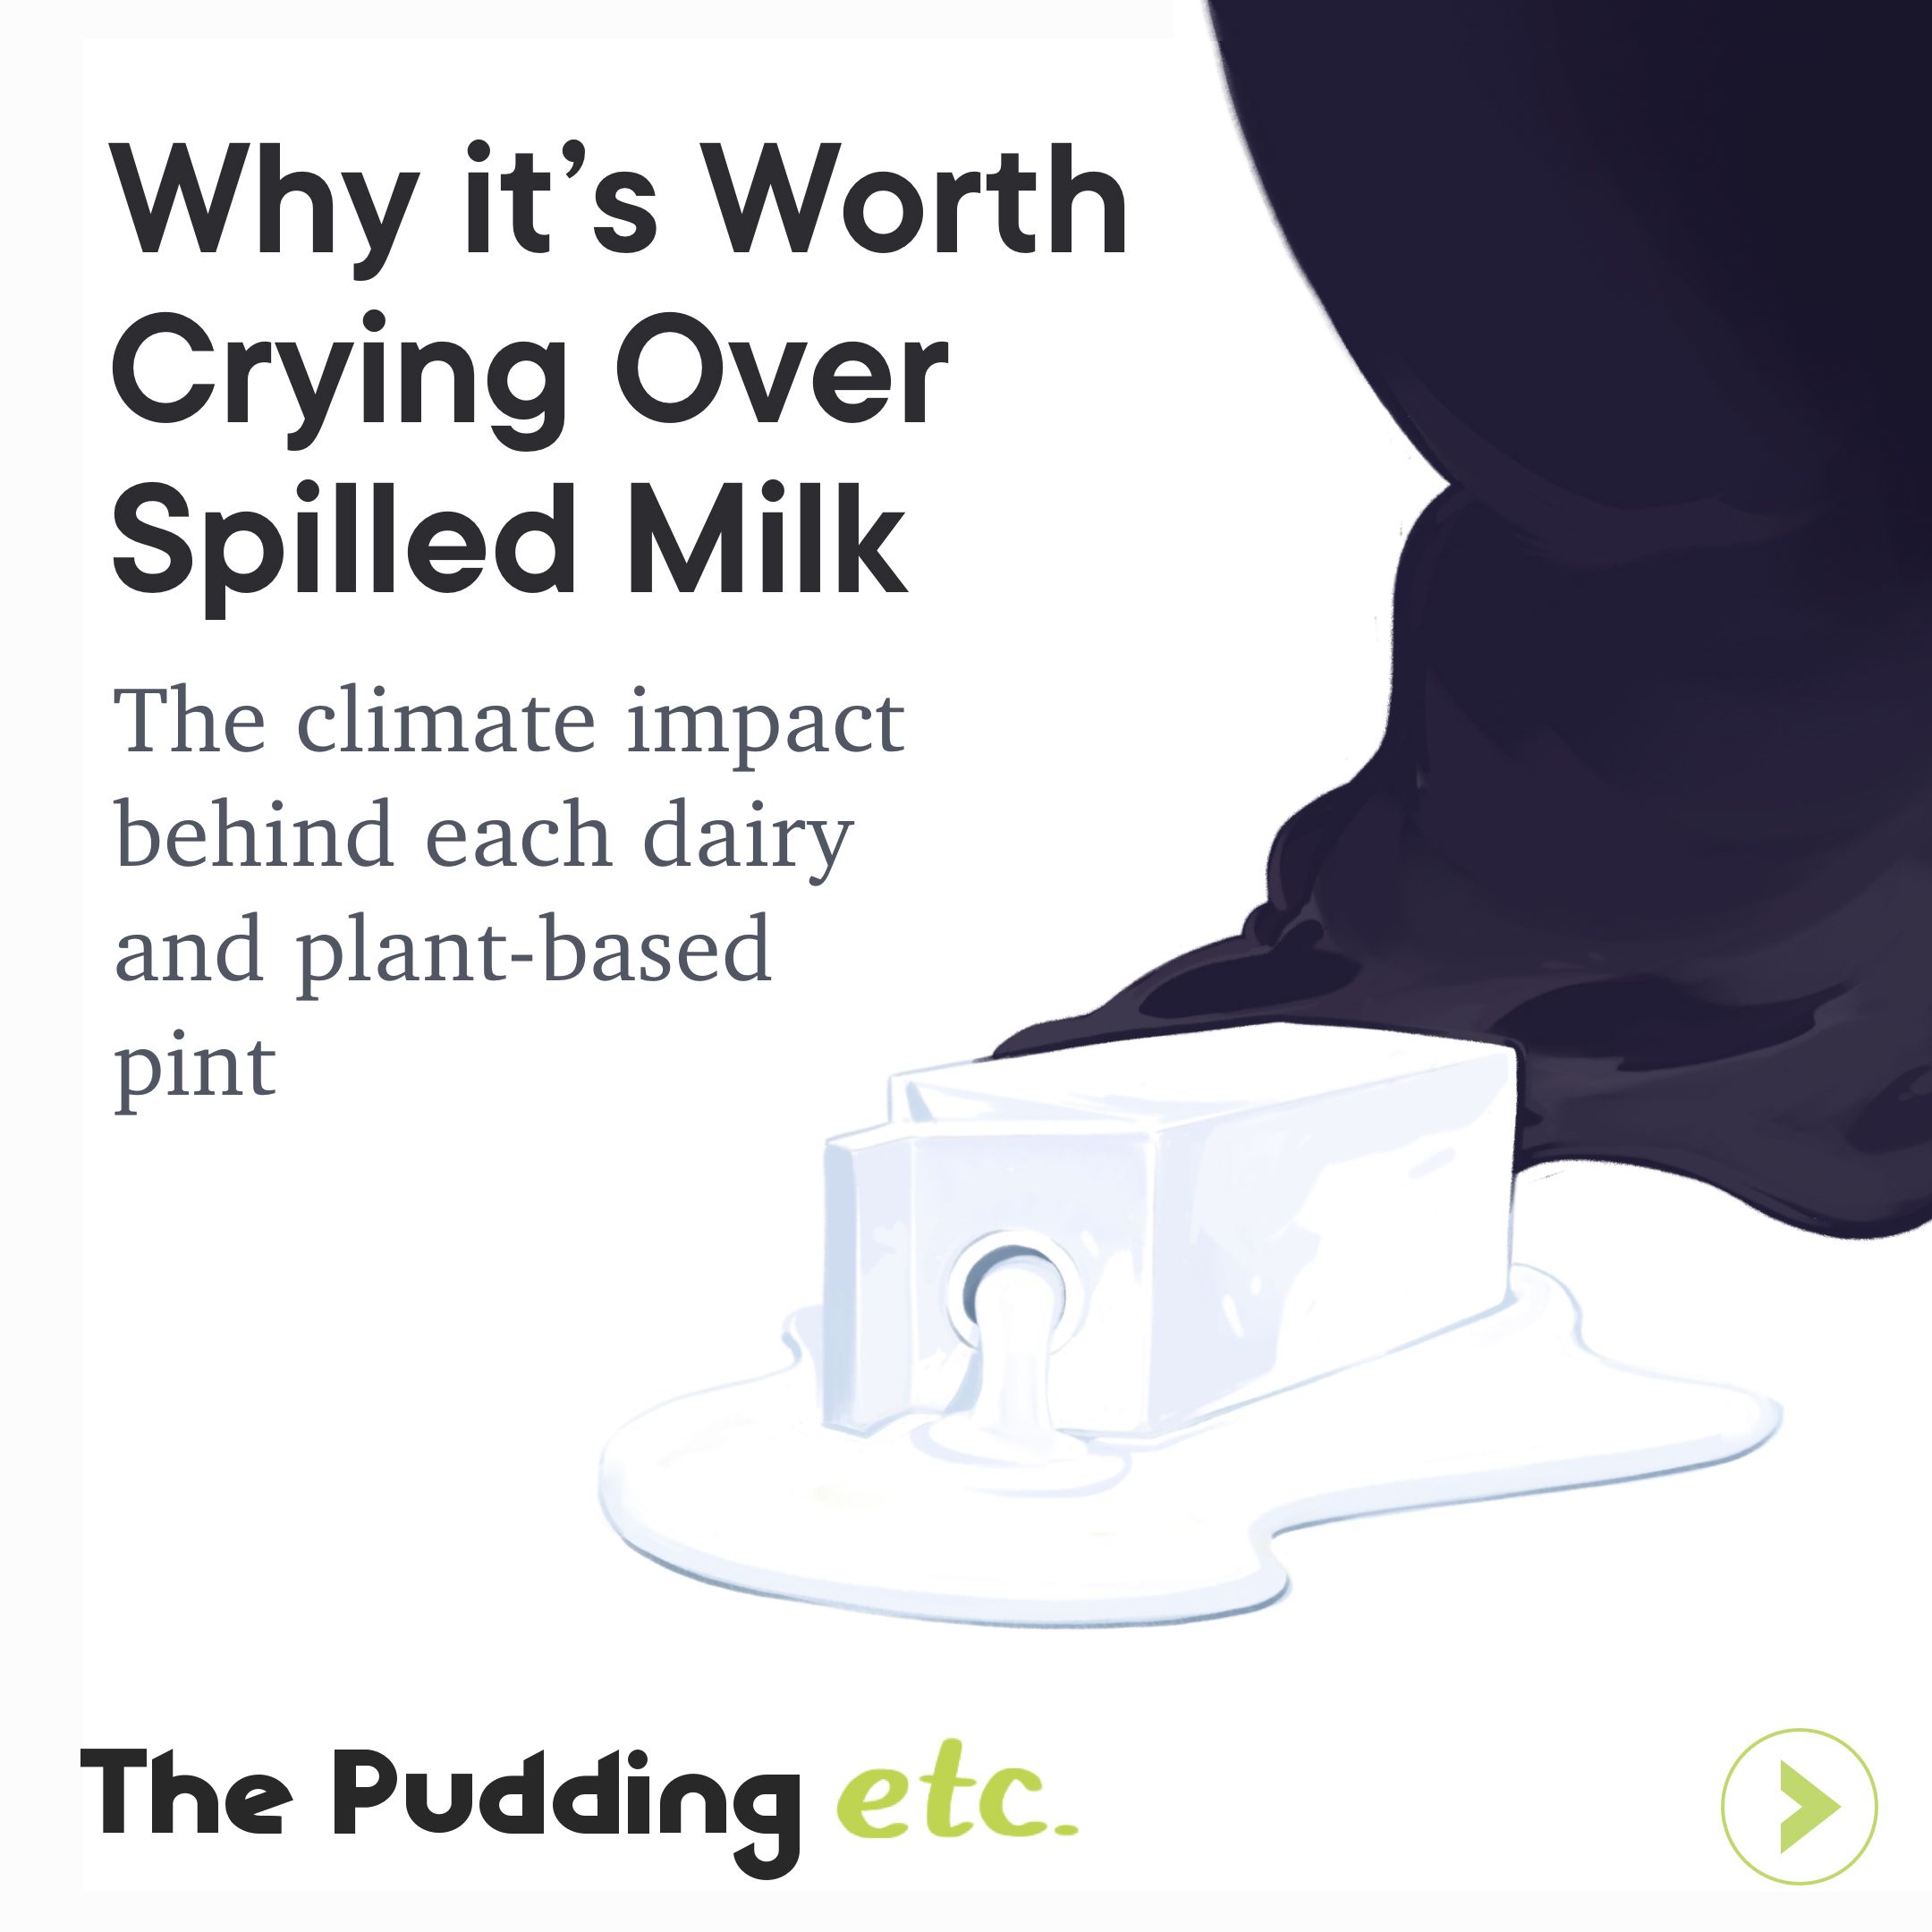 Why it’s Worth
Crying Over
Spilled Milk
The climate impact
behind each dairy
and plant-based
pint
The Pudding etc.